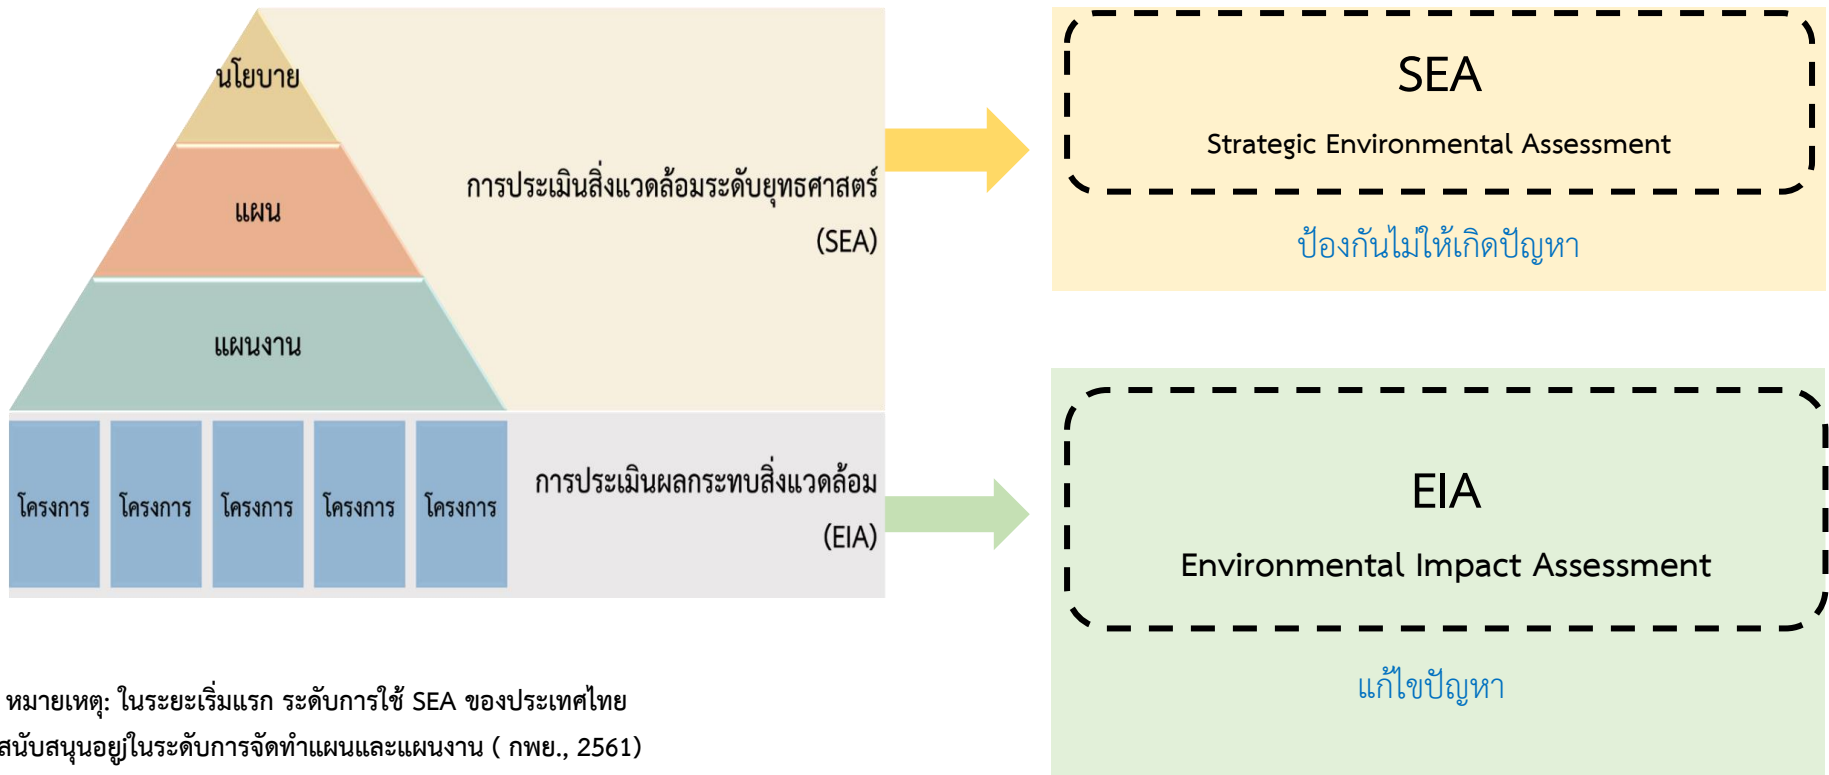 นโยบาย
แผน
แผนงาน
การประเมินสิ่งแวดล้อมระดับยุทธศาสตร์
(SEA)
โครงการ
โครงการ
โครงการ
โครงการ
โครงการ
การประเมินผลกระทบสิ่งแวดล้อม
(EIA)
SEA
Strategic Environmental Assessment
ป้องกันไม่ให้เกิดปัญหา
EIA
Environmental Impact Assessment
แก้ไขปัญหา
หมายเหตุ: ในระยะเริ่มแรก ระดับการใช้ SEA ของประเทศไทย
สนับสนุนอยู่ในระดับการจัดทำแผนและแผนงาน ( กพย., 2561)